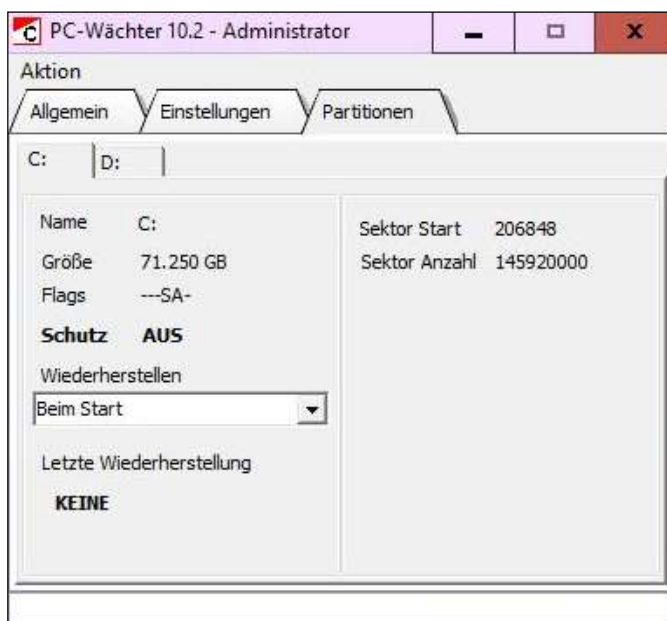 PC-Wächter 10.2 - Administrator
Aktion
Allgemein Einstellungen Partitionen
C: D:
Name C:
Größe 71.250 GB
Flags ---SA-
Schutz AUS
Wiederherstellen
Beim Start
Letzte Wiederherstellung
KEINE
Sektor Start 206848
Sektor Anzahl 145920000